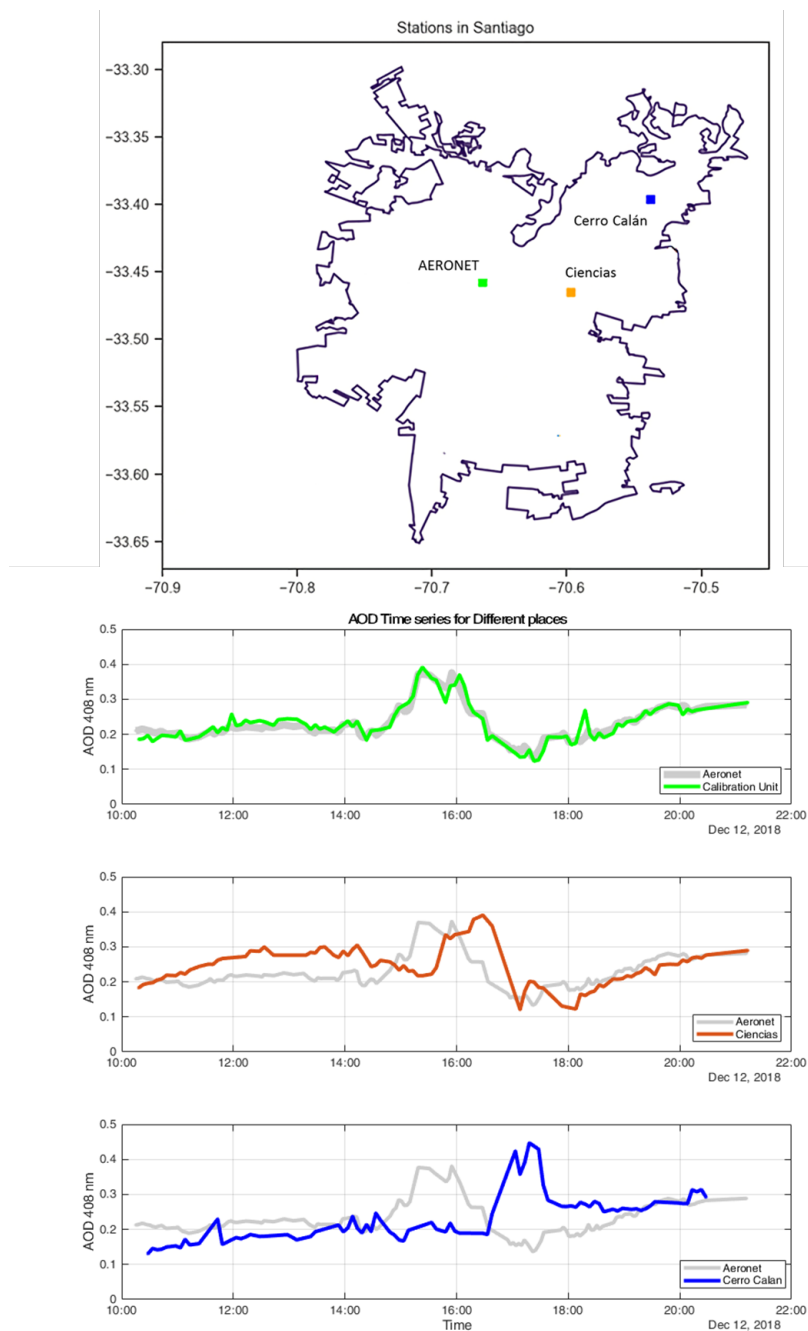 Stations in Santiago
−33.30
−33.35
−33.40
Cerro Calán
−33.45
AERONET
Ciencias
−33.50
−33.55
−33.60
−33.65
−70.9 −70.8 −70.7 −70.6 −70.5
AOD Time series for Different places
0.5
0.4
0.3
0.2
0.1
0
AOD 408 nm
Aeronet
Calibration Unit
10:00 12:00 14:00 16:00 18:00 20:00 22:00
Dec 12, 2018
0.5
0.4
0.3
0.2
0.1
0
AOD 408 nm
Aeronet
Ciencias
10:00 12:00 14:00 16:00 18:00 20:00 22:00
Dec 12, 2018
0.5
0.4
0.3
0.2
0.1
0
AOD 408 nm
Aeronet
Cerro Calan
10:00 12:00 14:00 16:00 18:00 20:00 22:00
Time
Dec 12, 2018